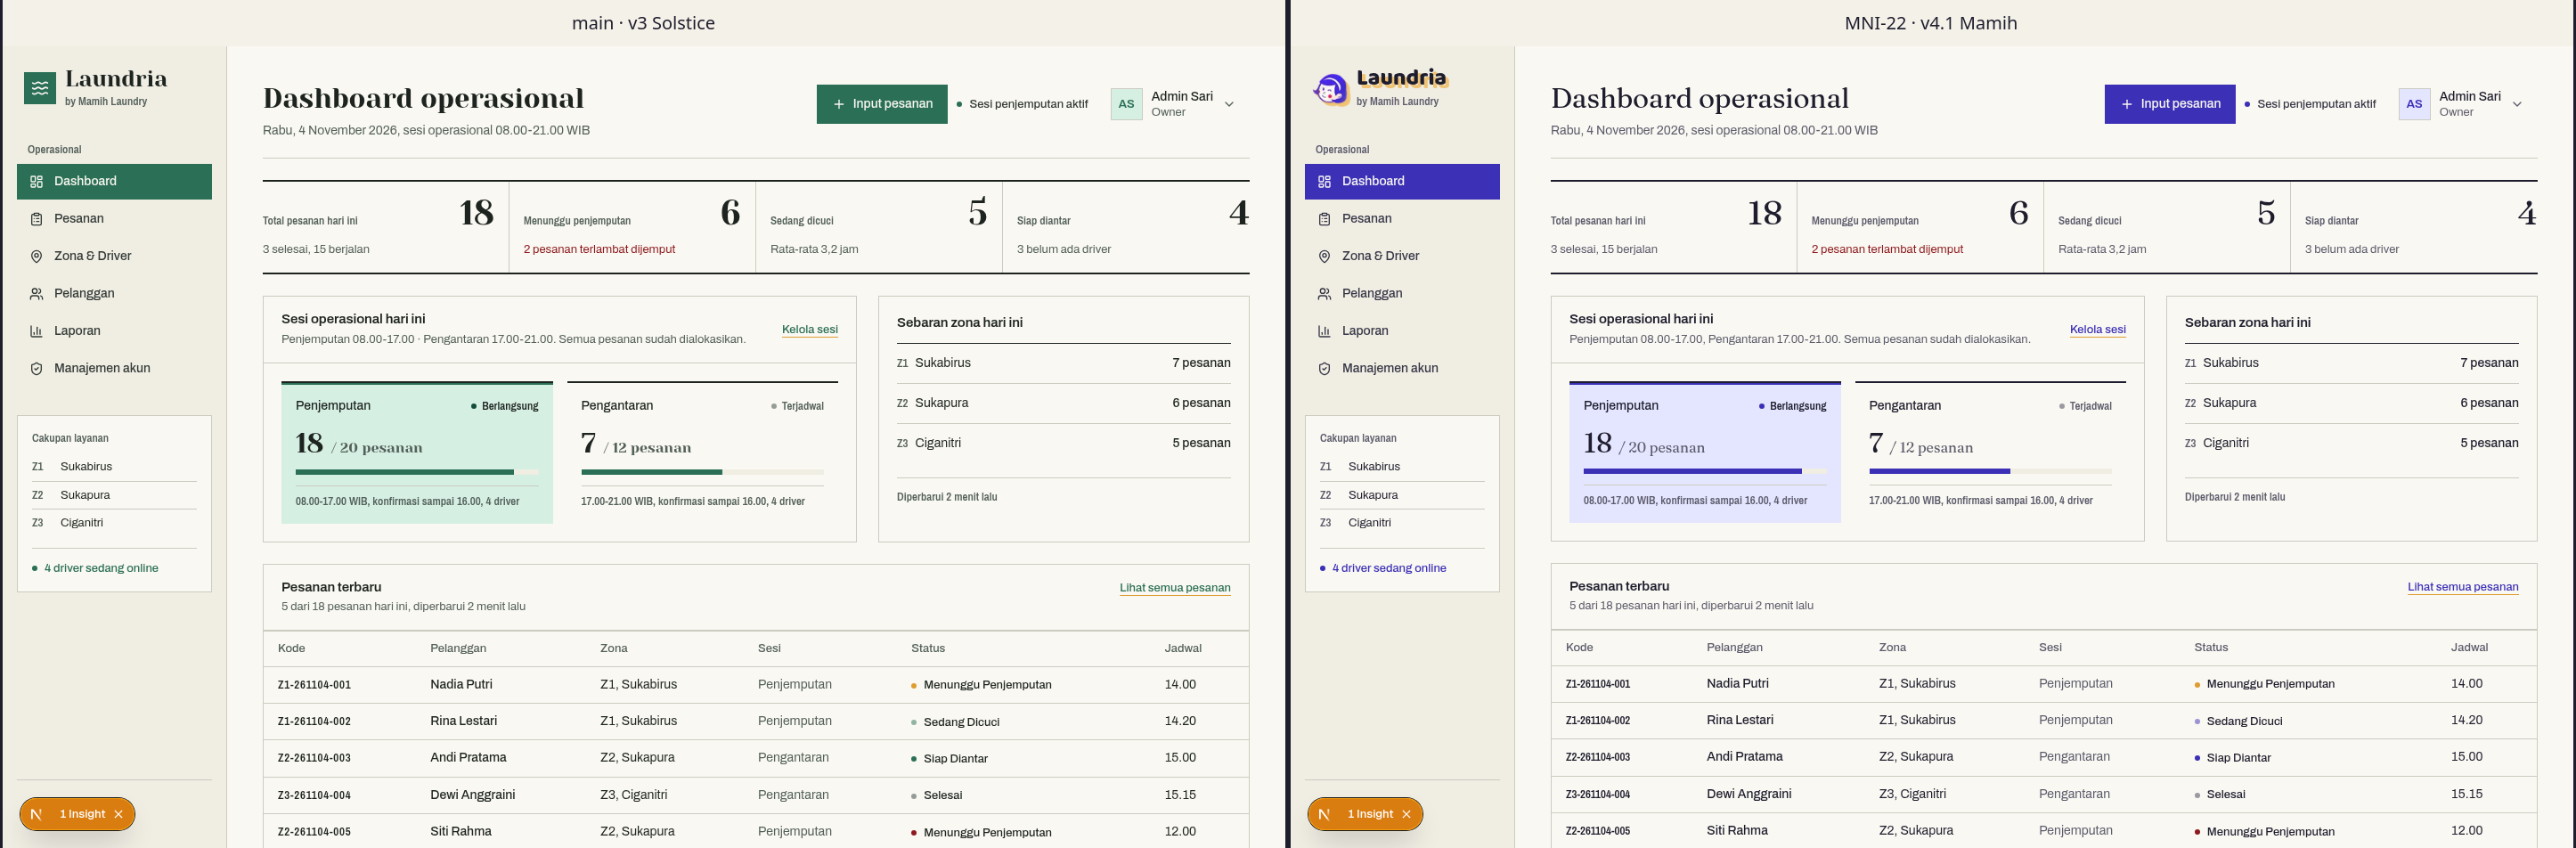 main · v3 Solstice
Laundria
by Mamih Laundry
Operasional
Dashboard
Pesanan
Zona & Driver
Pelanggan
Laporan
Manajemen akun
Cakupan layanan
Z1 Sukabirus
Z2 Sukapura
Z3 Ciganitri
4 driver sedang online
1 Insight
Dashboard operasional
Rabu, 4 November 2026, sesi operasional 08.00-21.00 WIB
+ Input pesanan
Sesi penjemputan aktif
AS
Admin Sari
Owner
Total pesanan hari ini 18
3 selesai, 15 berjalan
Menunggu penjemputan 6
2 pesanan terlambat dijemput
Sedang dicuci 5
Rata-rata 3,2 jam
Siap diantar 4
3 belum ada driver
Sesi operasional hari ini
Penjemputan 08.00-17.00 · Pengantaran 17.00-21.00. Semua pesanan sudah dialokasikan.
Kelola sesi
Penjemputan Berlangsung
18 / 20 pesanan
08.00-17.00 WIB, konfirmasi sampai 16.00, 4 driver
Pengantaran Terjadwal
7 / 12 pesanan
17.00-21.00 WIB, konfirmasi sampai 16.00, 4 driver
Sebaran zona hari ini
Z1 Sukabirus 7 pesanan
Z2 Sukapura 6 pesanan
Z3 Ciganitri 5 pesanan
Diperbarui 2 menit lalu
Pesanan terbaru
5 dari 18 pesanan hari ini, diperbarui 2 menit lalu
Lihat semua pesanan
Kode Pelanggan Zona Sesi Status Jadwal
Z1-261104-001 Nadia Putri Z1, Sukabirus Penjemputan Menunggu Penjemputan 14.00
Z1-261104-002 Rina Lestari Z1, Sukabirus Penjemputan Sedang Dicuci 14.20
Z2-261104-003 Andi Pratama Z2, Sukapura Pengantaran Siap Diantar 15.00
Z3-261104-004 Dewi Anggraini Z3, Ciganitri Pengantaran Selesai 15.15
Z2-261104-005 Siti Rahma Z2, Sukapura Penjemputan Menunggu Penjemputan 12.00
MNI-22 · v4.1 Mamih
Laundria
by Mamih Laundry
Operasional
Dashboard
Pesanan
Zona & Driver
Pelanggan
Laporan
Manajemen akun
Cakupan layanan
Z1 Sukabirus
Z2 Sukapura
Z3 Ciganitri
4 driver sedang online
1 Insight
Dashboard operasional
Rabu, 4 November 2026, sesi operasional 08.00-21.00 WIB
+ Input pesanan
Sesi penjemputan aktif
AS
Admin Sari
Owner
Total pesanan hari ini 18
3 selesai, 15 berjalan
Menunggu penjemputan 6
2 pesanan terlambat dijemput
Sedang dicuci 5
Rata-rata 3,2 jam
Siap diantar 4
3 belum ada driver
Sesi operasional hari ini
Penjemputan 08.00-17.00, Pengantaran 17.00-21.00. Semua pesanan sudah dialokasikan.
Kelola sesi
Penjemputan Berlangsung
18 / 20 pesanan
08.00-17.00 WIB, konfirmasi sampai 16.00, 4 driver
Pengantaran Terjadwal
7 / 12 pesanan
17.00-21.00 WIB, konfirmasi sampai 16.00, 4 driver
Sebaran zona hari ini
Z1 Sukabirus 7 pesanan
Z2 Sukapura 6 pesanan
Z3 Ciganitri 5 pesanan
Diperbarui 2 menit lalu
Pesanan terbaru
5 dari 18 pesanan hari ini, diperbarui 2 menit lalu
Lihat semua pesanan
Kode Pelanggan Zona Sesi Status Jadwal
Z1-261104-001 Nadia Putri Z1, Sukabirus Penjemputan Menunggu Penjemputan 14.00
Z1-261104-002 Rina Lestari Z1, Sukabirus Penjemputan Sedang Dicuci 14.20
Z2-261104-003 Andi Pratama Z2, Sukapura Pengantaran Siap Diantar 15.00
Z3-261104-004 Dewi Anggraini Z3, Ciganitri Pengantaran Selesai 15.15
Z2-261104-005 Siti Rahma Z2, Sukapura Penjemputan Menunggu Penjemputan 12.00